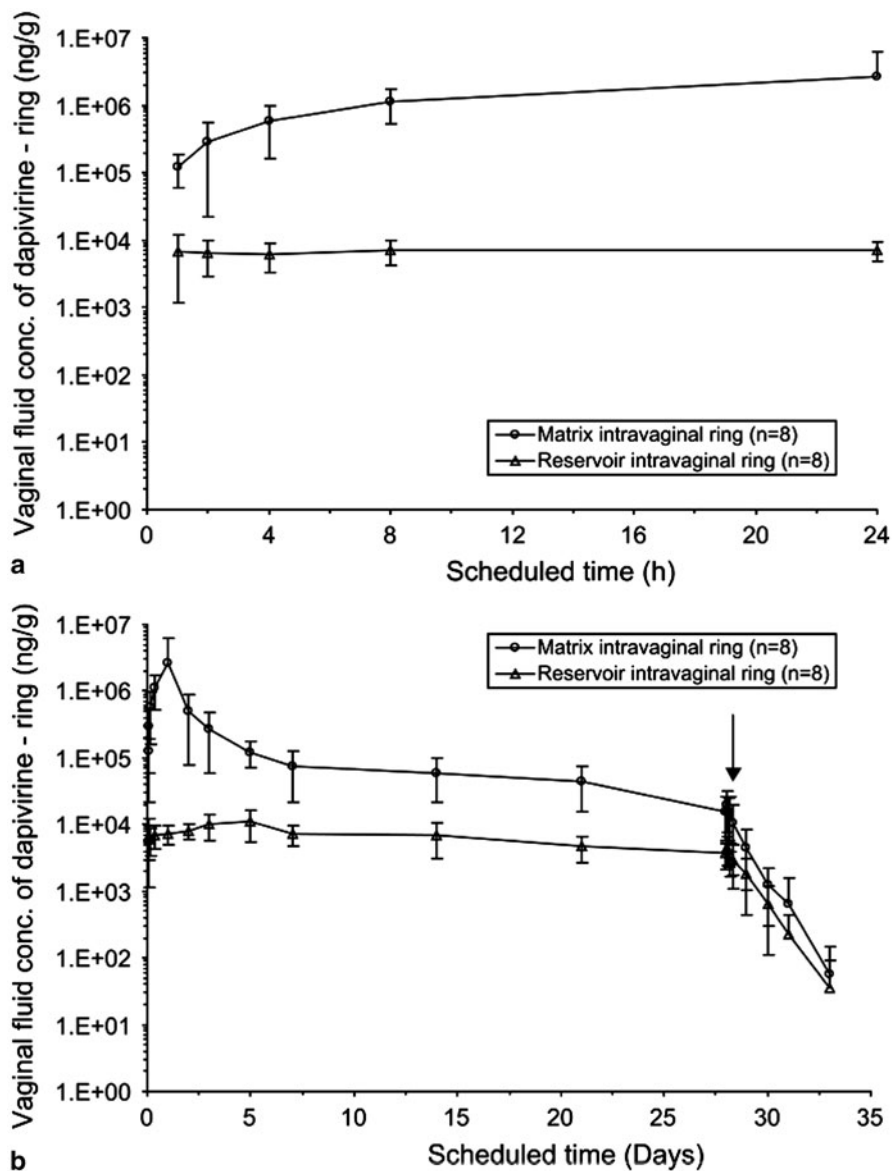 Vaginal fluid conc. of dapivirine - ring (ng/g)
1.E+07
1.E+06
1.E+05
1.E+04
1.E+03
1.E+02
1.E+01
1.E+00
Matrix intravaginal ring (n=8)
Reservoir intravaginal ring (n=8)
0 4 8 12 16 20 24
Scheduled time (h)
a
Vaginal fluid conc. of dapivirine - ring (ng/g)
1.E+07
1.E+06
1.E+05
1.E+04
1.E+03
1.E+02
1.E+01
1.E+00
Matrix intravaginal ring (n=8)
Reservoir intravaginal ring (n=8)
0 5 10 15 20 25 30 35
Scheduled time (Days)
b